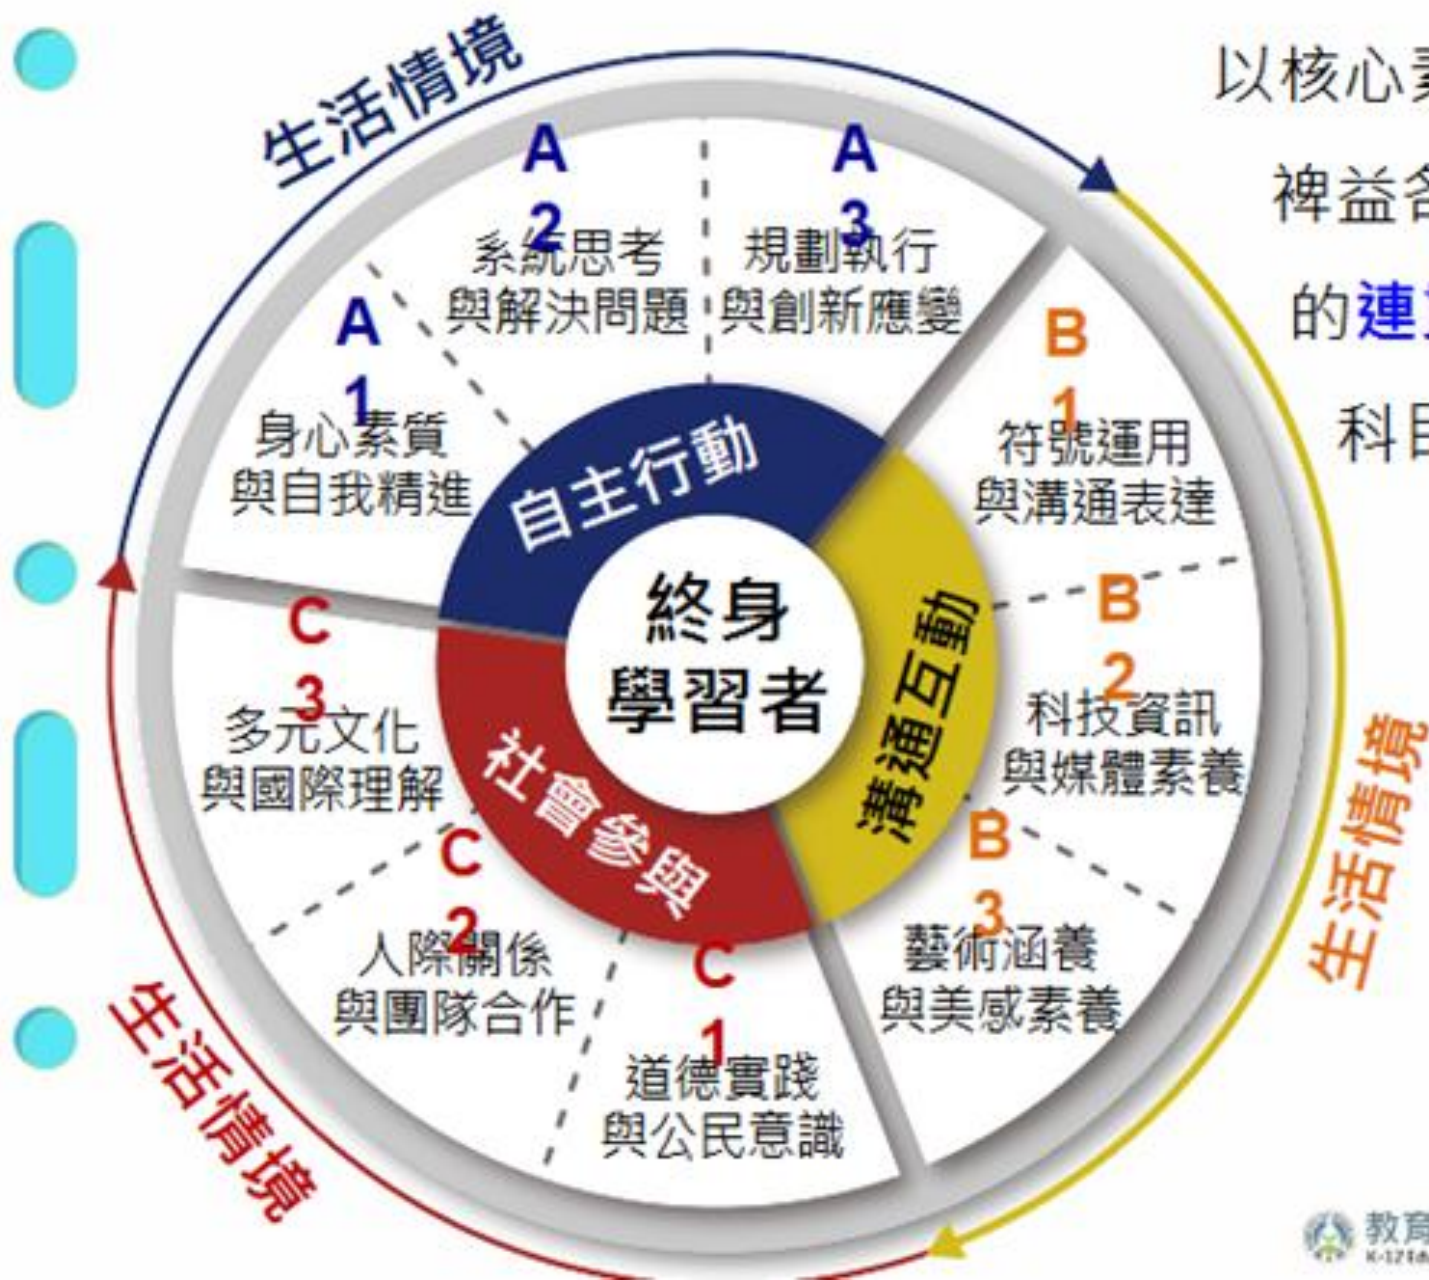 生活情境
A
2
系統思考
與解決問題
A
3
規劃執行
與創新應變
A
1
身心素質
與自我精進
B
1
符號運用
與溝通表達
B
2
科技資訊
與媒體素養
B
3
藝術涵養
與美感素養
C
1
道德實踐
與公民意識
C
2
人際關係
與團隊合作
C
3
多元文化
與國際理解
自主行動
溝通互動
社會參與
終身
學習者
生活情境
生活情境
以核心
裨益各
的連
科目
教育
K-12 Edu